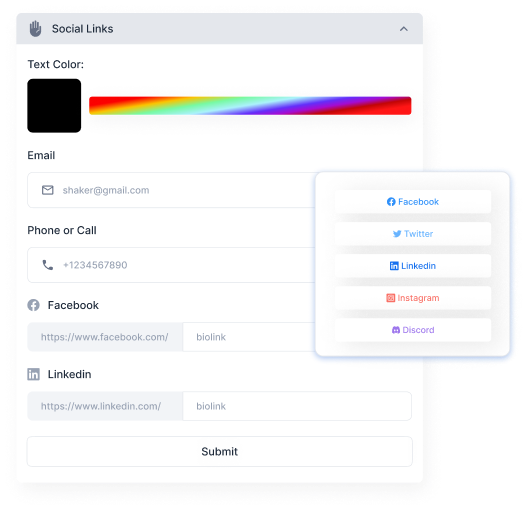 Social Links
Text Color:
Email
shaker@gmail.com
Phone or Call
+1234567890
Facebook
https://www.facebook.com/ biolink
Linkedin
https://www.linkedin.com/ biolink
Submit
Facebook
Twitter
Linkedin
Instagram
Discord